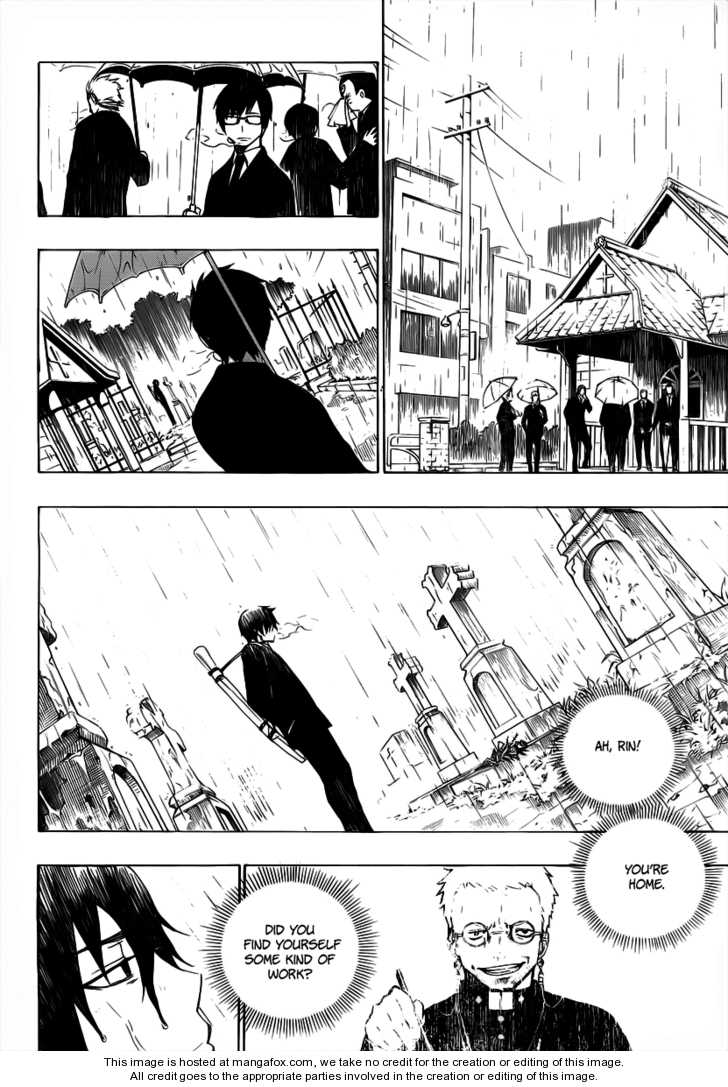 AH, RIN!
YOU'RE
HOME.
DID YOU
FIND YOURSELF
SOME KIND OF
WORK?
This image is hosted at mangafox.com, we take no credit for the creation or editing of this image.
All credit goes to the appropriate parties involved in the creation or editing of this image.